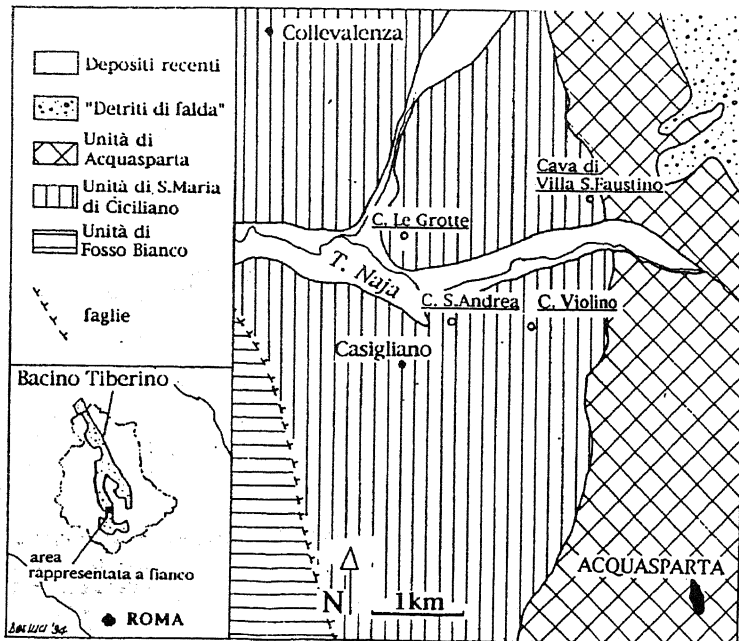 Depositi recenti
"Detriti di falda"
Unità di
Acquasparta
Unità di S.Maria
di Ciciliano
Unità di
Fosso Bianco
faglie
Bacino Tiberino
area
rappresentata a fianco
ROMA
Collevalenza
Cava di
Villa S.Faustino
C. Le Grotte
T. Naja
C. S.Andrea
C. Violino
Casigliano
ACQUASPARTA
N
1km